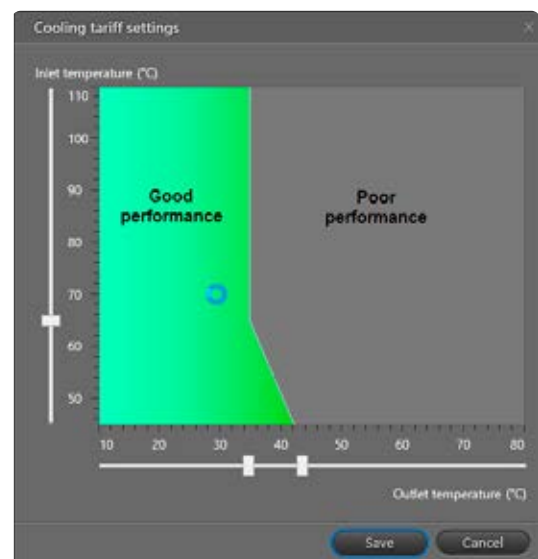 Cooling tariff settings
Inlet temperature (°C)
110
100
90
80
70
60
50
Good
performance
Poor
performance
10 20 30 40 50 60 70 80
Outlet temperature (°C)
Save Cancel